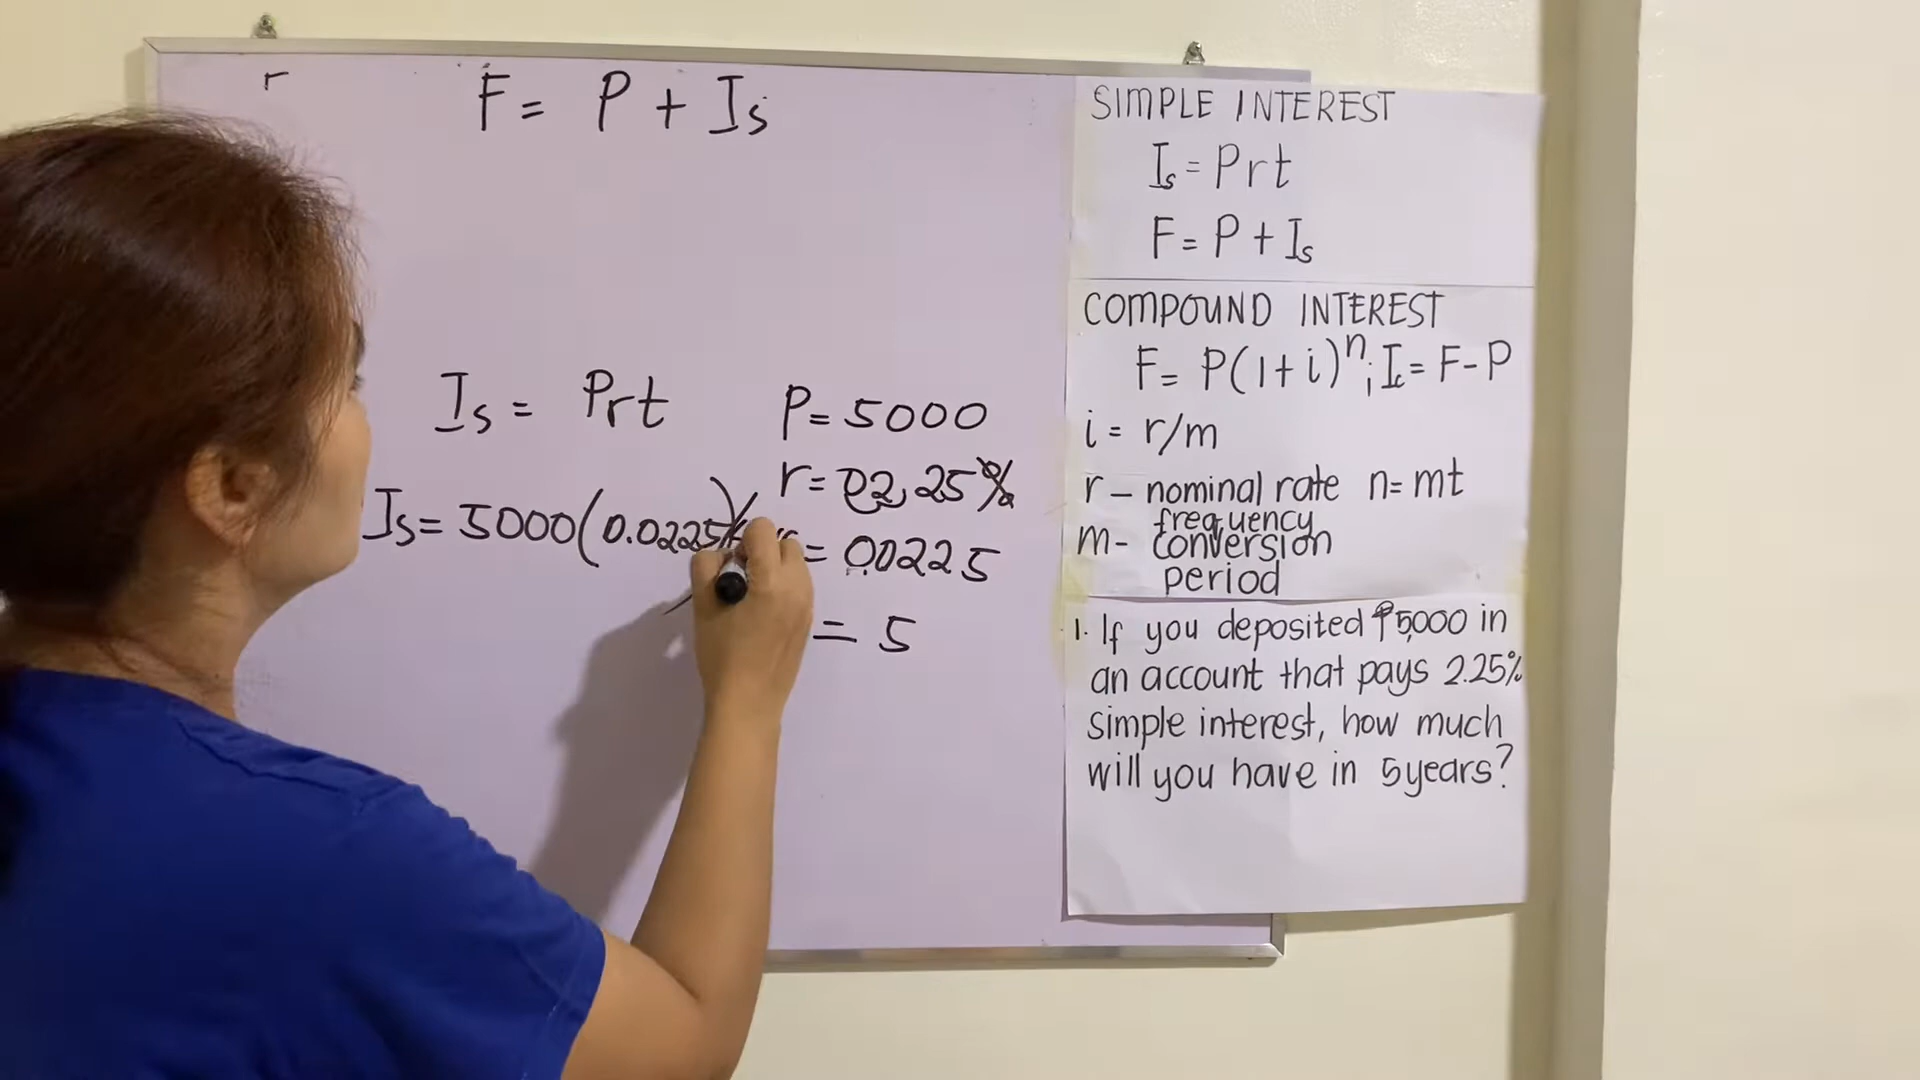 r
F = P + Is
Is = Prt
P = 5000
r = 02.25%
Is = 5000(0.0225)(
= 0.0225
= 5
SIMPLE INTEREST
Is = Prt
F = P + Is
COMPOUND INTEREST
F = P(1+i)^n; Ic = F-P
i = r/m
r - nominal rate n = mt
m - frequency
conversion
period
1. If you deposited ₱5,000 in
an account that pays 2.25%
simple interest, how much
will you have in 5 years?